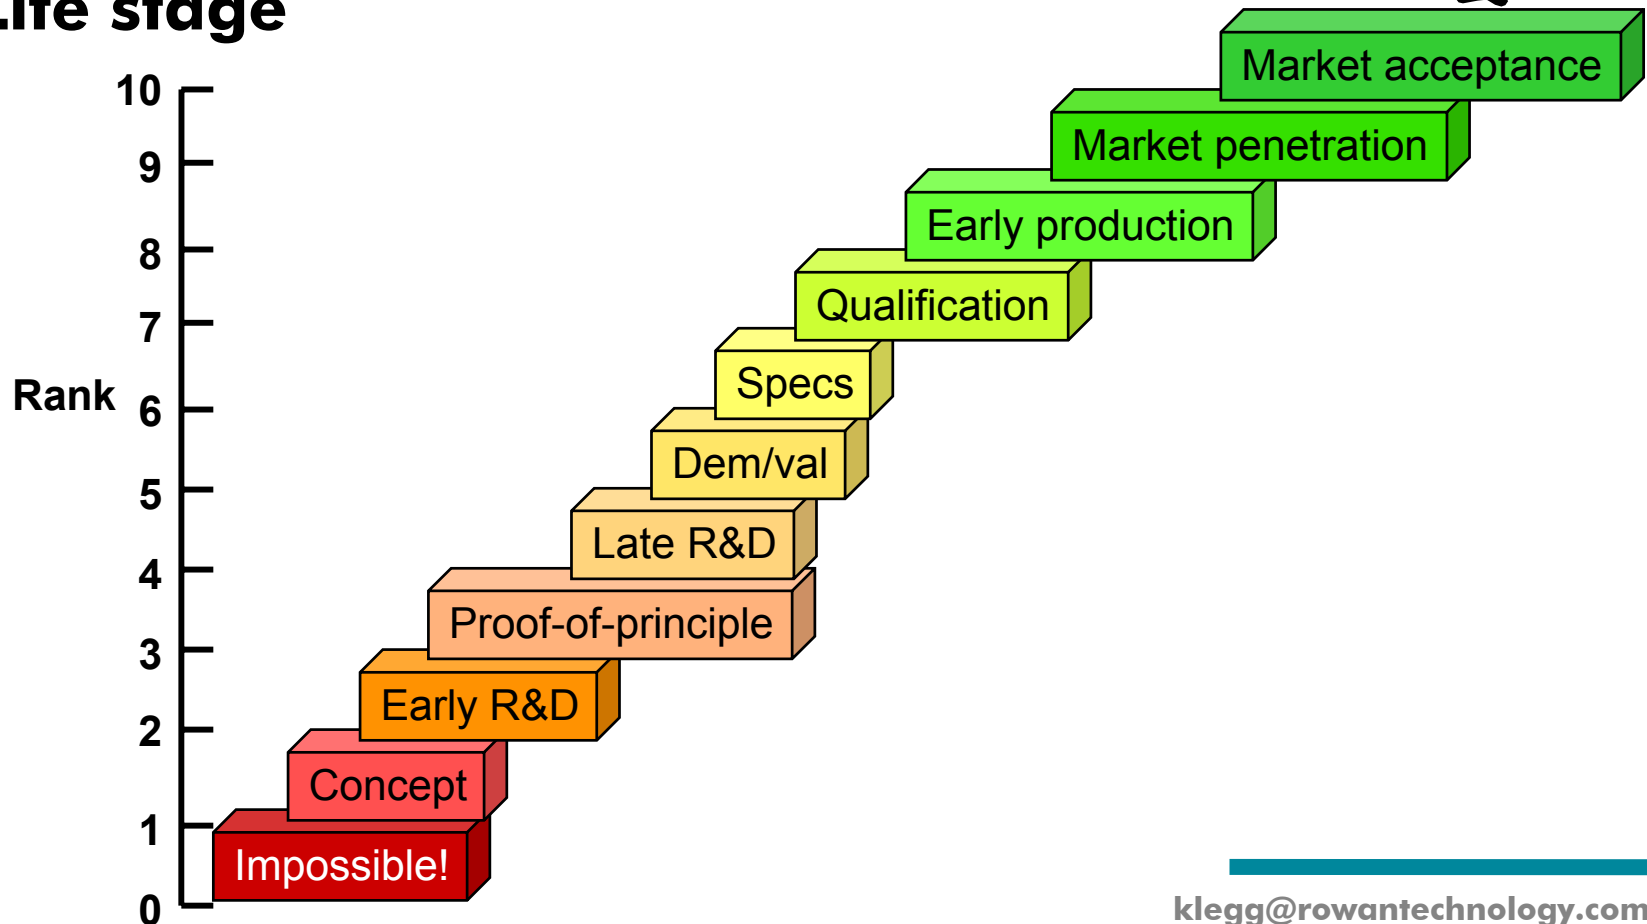 Life stage
10
Market acceptance
9
Market penetration
Early production
8
Qualification
7
Specs
Rank
6
Dem/val
5
Late R&D
4
Proof-of-principle
3
Early R&D
2
Concept
1
Impossible!
0
klegg@rowantechnology.com